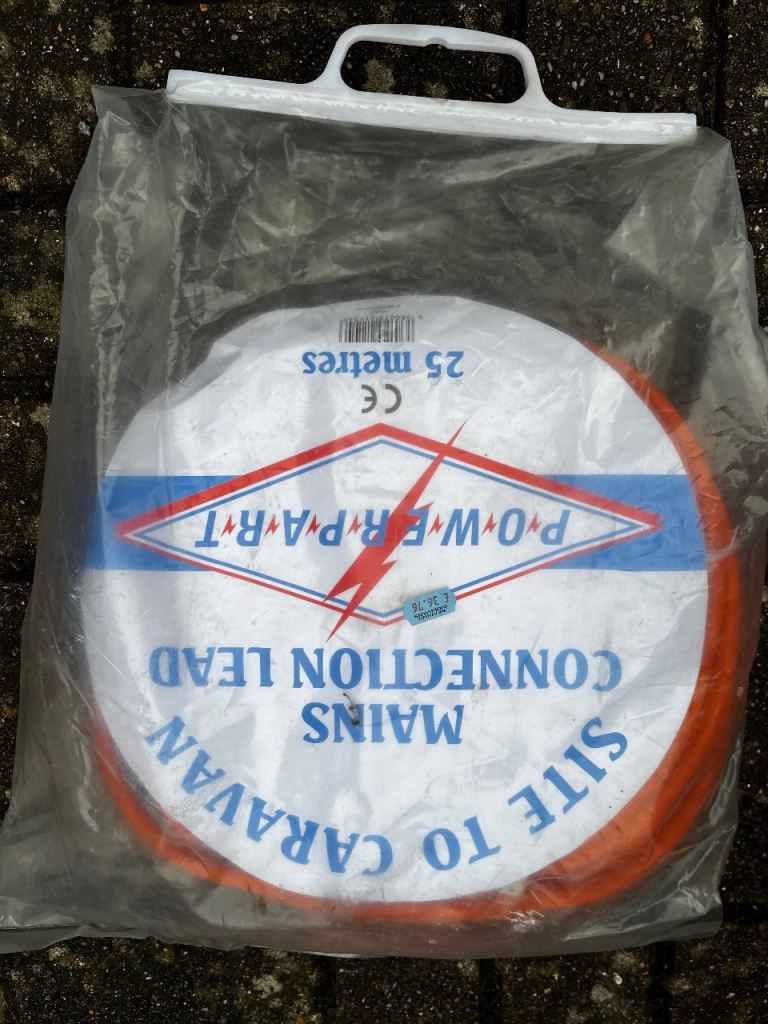 SITE TO CARAVAN
MAINS
CONNECTION LEAD
£ 36.76
P·O·W·E·R·P·A·R·T
CE
25 metres